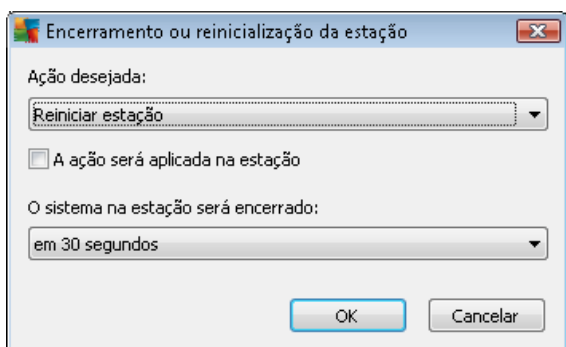 Encerramento ou reinicialização da estação
Ação desejada:
Reiniciar estação
A ação será aplicada na estação
O sistema na estação será encerrado:
em 30 segundos
OK Cancelar